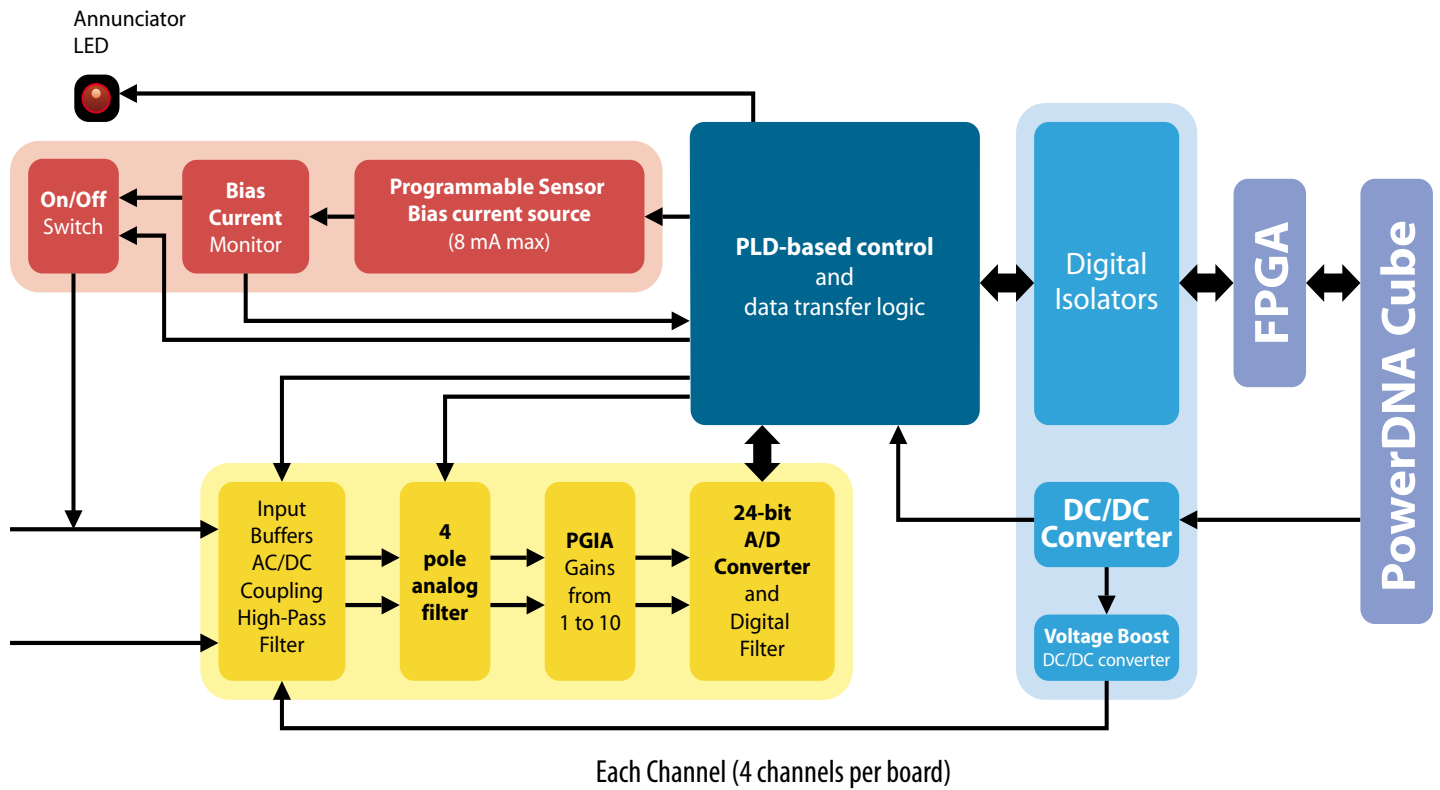 Annunciator
LED
On/Off
Switch
Bias
Current
Monitor
Programmable Sensor
Bias current source
(8 mA max)
PLD-based control
and
data transfer logic
Digital
Isolators
FPGA
PowerDNA Cube
Input
Buffers
AC/DC
Coupling
High-Pass
Filter
4
pole
analog
filter
PGIA
Gains
from
1 to 10
24-bit
A/D
Converter
and
Digital
Filter
DC/DC
Converter
Voltage Boost
DC/DC converter
Each Channel (4 channels per board)